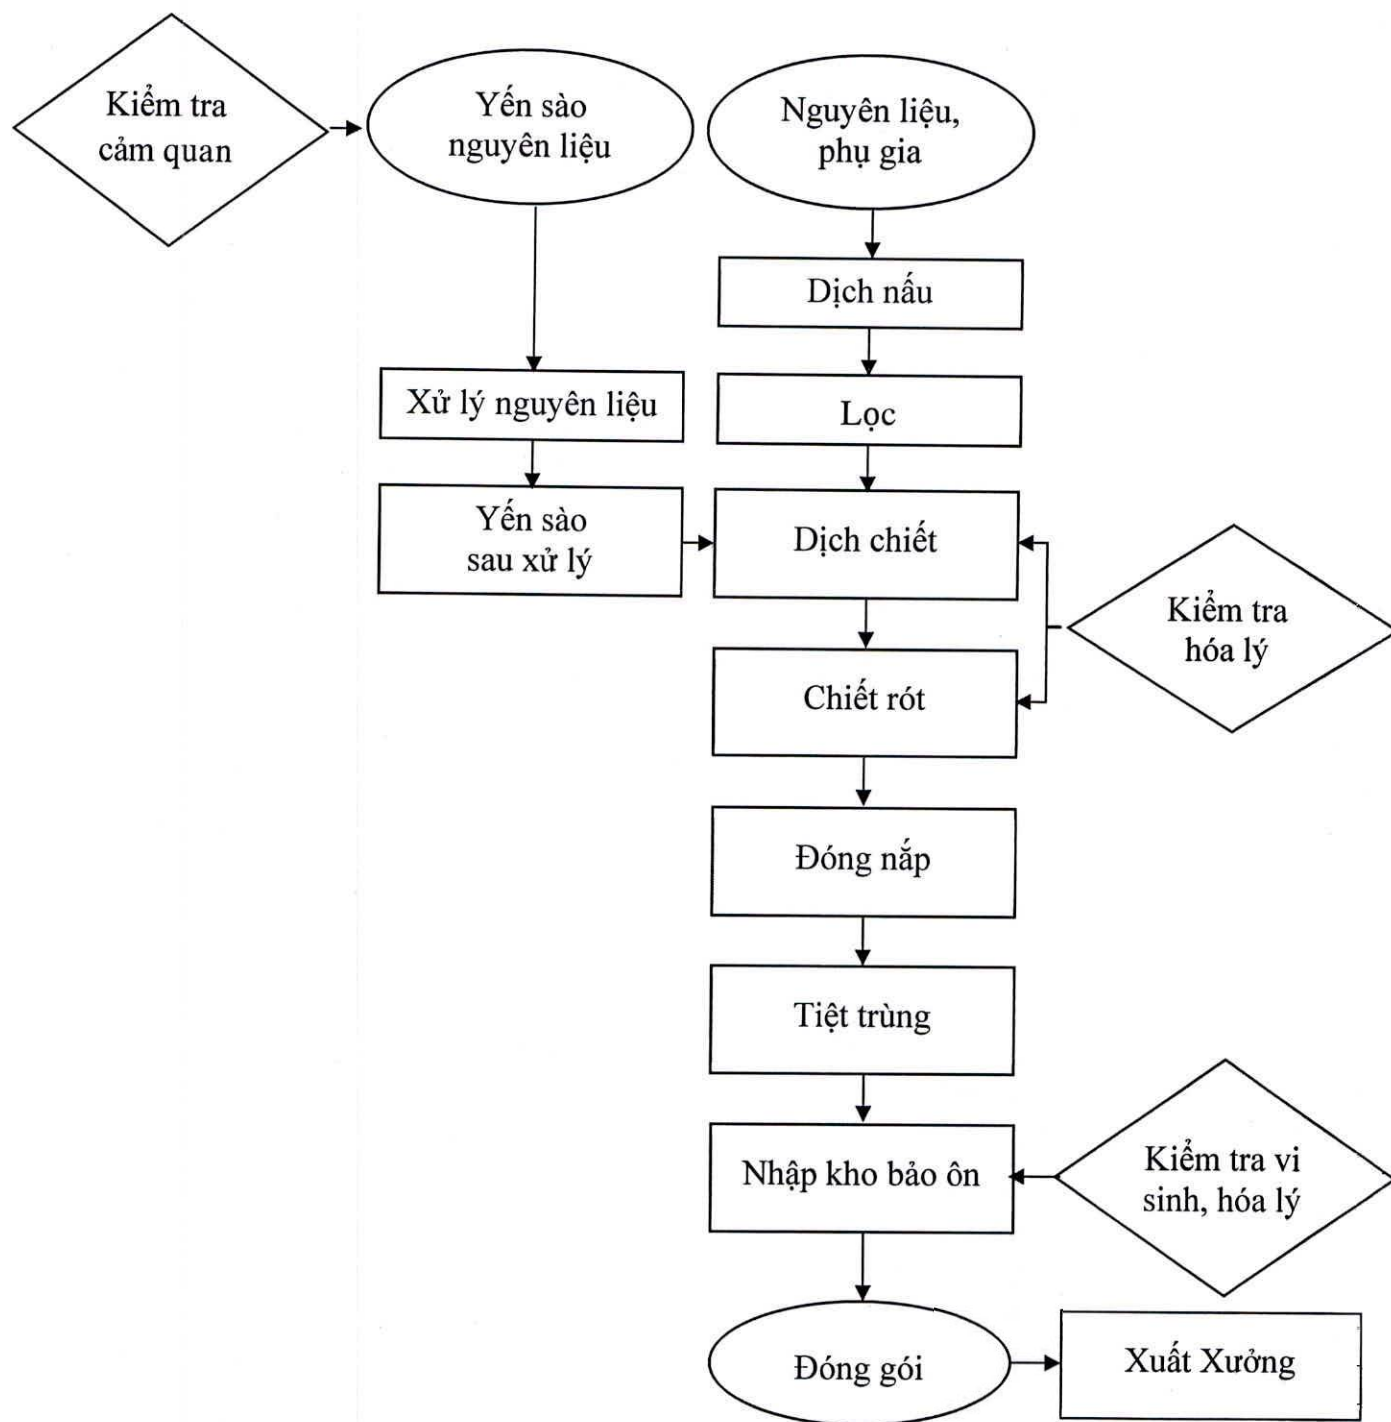 Kiểm tra
cảm quan
Yến sào
nguyên liệu
Nguyên liệu,
phụ gia
Dịch nấu
Xử lý nguyên liệu
Lọc
Yến sào
sau xử lý
Dịch chiết
Kiểm tra
hóa lý
Chiết rót
Đóng nắp
Tiệt trùng
Nhập kho bảo ôn
Kiểm tra vi
sinh, hóa lý
Đóng gói
Xuất Xưởng